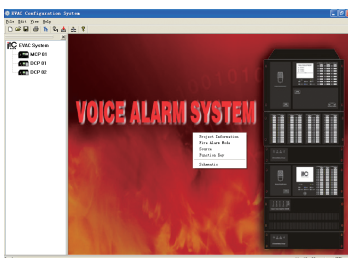 EVAC Configuration System
File Edit View Help
EVAC System
MCP 01
DCP 01
DCP 02
VOICE ALARM SYSTEM
Project Information
Fire Alarm Mode
Source
Function Key
Schematic